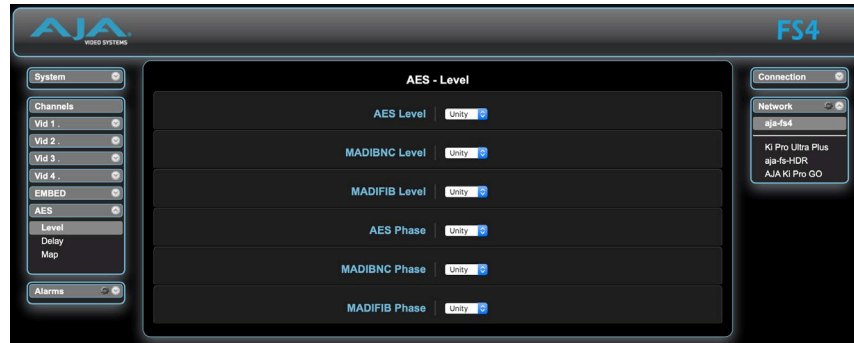 AJA
VIDEO SYSTEMS
FS4
System
Channels
Vid 1 .
Vid 2 .
Vid 3 .
Vid 4 .
EMBED
AES
Level
Delay
Map
Alarms
AES - Level
AES Level Unity
MADIBNC Level Unity
MADIFIB Level Unity
AES Phase Unity
MADIBNC Phase Unity
MADIFIB Phase Unity
Connection
Network
aja-fs4
Ki Pro Ultra Plus
aja-fs-HDR
AJA Ki Pro GO